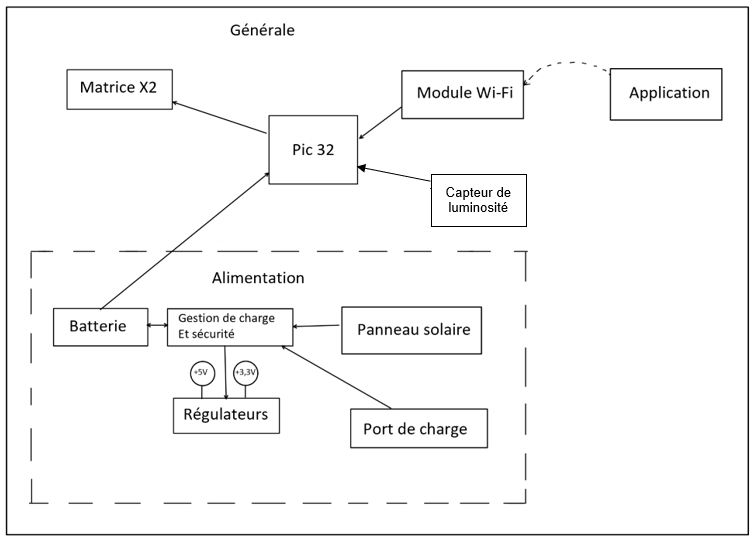 Générale
Matrice X2
Module Wi-Fi
Application
Pic 32
Capteur de
luminosité
Alimentation
Batterie
Gestion de charge
Et sécurité
Panneau solaire
+5V
+3,3V
Régulateurs
Port de charge